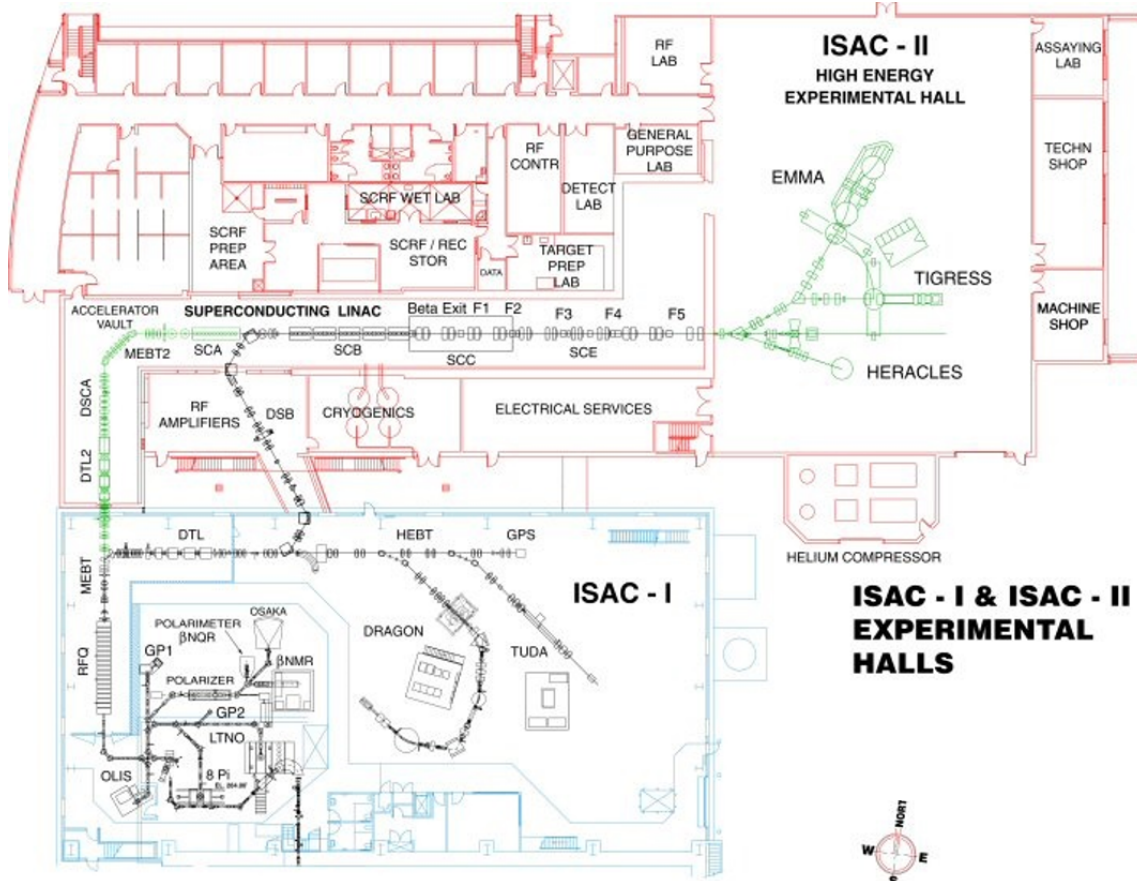 RF
LAB
ISAC - II
HIGH ENERGY
EXPERIMENTAL HALL
ASSAYING
LAB
RF
CONTR
GENERAL
PURPOSE
LAB
TECHN
SHOP
EMMA
SCRF WET LAB
DETECT
LAB
SCRF
PREP
AREA
SCRF / REC
STOR
DATA
TARGET
PREP
LAB
TIGRESS
ACCELERATOR
VAULT
SUPERCONDUCTING LINAC
Beta Exit F1 F2 F3 F4 F5
MACHINE
SHOP
MEBT2
SCA
SCB
SCC
SCE
HERACLES
DSCA
RF
AMPLIFIERS
DSB
CRYOGENICS
ELECTRICAL SERVICES
DTL2
DTL
HEBT
GPS
HELIUM COMPRESSOR
MEBT
ISAC - I
ISAC - I & ISAC - II
EXPERIMENTAL
HALLS
OSAKA
POLARIMETER
βNQR
DRAGON
TUDA
RFQ
GP1
βNMR
POLARIZER
GP2
LTNO
OLIS
8 Pi
NORT
W
E